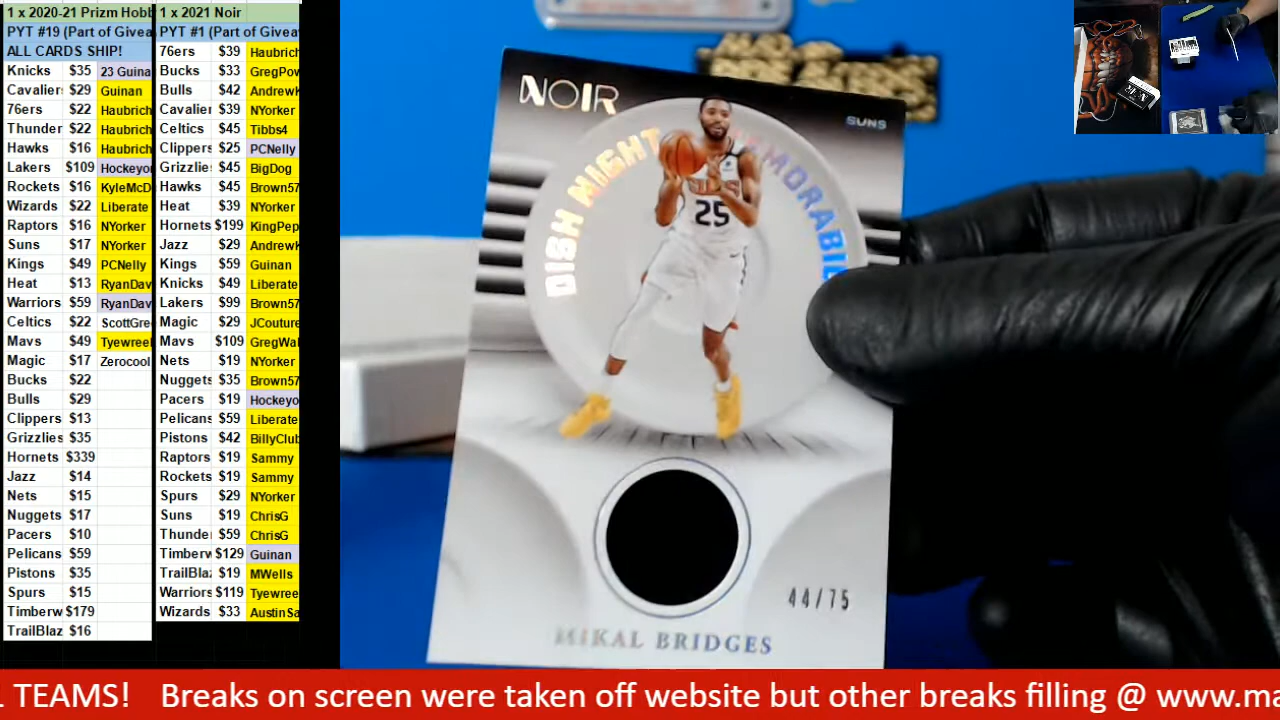 1 x 2020-21 Prizm Hobb
PYT #19 (Part of Givea
ALL CARDS SHIP!
Knicks $35 23 Guina
Cavaliers $29 Guinan
76ers $22 Haubrich
Thunder $22 Haubrich
Hawks $16 Haubrich
Lakers $109 Hockeyo
Rockets $16 KyleMcD
Wizards $22 Liberate
Raptors $16 NYorker
Suns $17 NYorker
Kings $49 PCNelly
Heat $13 RyanDav
Warriors $59 RyanDav
Celtics $22 ScottGre
Mavs $49 Tyewree
Magic $17 Zerocool
Bucks $22
Bulls $29
Clippers $13
Grizzlies $35
Hornets $339
Jazz $14
Nets $15
Nuggets $17
Pacers $10
Pelicans $59
Pistons $35
Spurs $15
Timberw $179
TrailBlaz $16
1 x 2021 Noir
PYT #1 (Part of Giveav
76ers $39 Haubrich
Bucks $33 GregPow
Bulls $42 AndrewK
Cavalier $39 NYorker
Celtics $45 Tibbs4
Clippers $25 PCNelly
Grizzlie $45 BigDog
Hawks $45 Brown57
Heat $39 NYorker
Hornets $199 KingPep
Jazz $29 AndrewK
Kings $59 Guinan
Knicks $49 Liberate
Lakers $99 Brown57
Magic $29 JCouture
Mavs $109 GregWal
Nets $19 NYorker
Nuggets $35 Brown57
Pacers $19 Hockeyo
Pelicans $59 Liberate
Pistons $42 BillyClub
Raptors $19 Sammy
Rockets $19 Sammy
Spurs $29 NYorker
Suns $19 ChrisG
Thunde $59 ChrisG
Timberw $129 Guinan
TrailBlaz $19 MWells
Warriors $119 Tyewree
Wizards $33 AustinSa
NOIR
SUNS
DISH NIGHT
SUNS
25
44/75
MIKAL BRIDGES
TEAMS! Breaks on screen were taken off website but other breaks filling @ www.ma